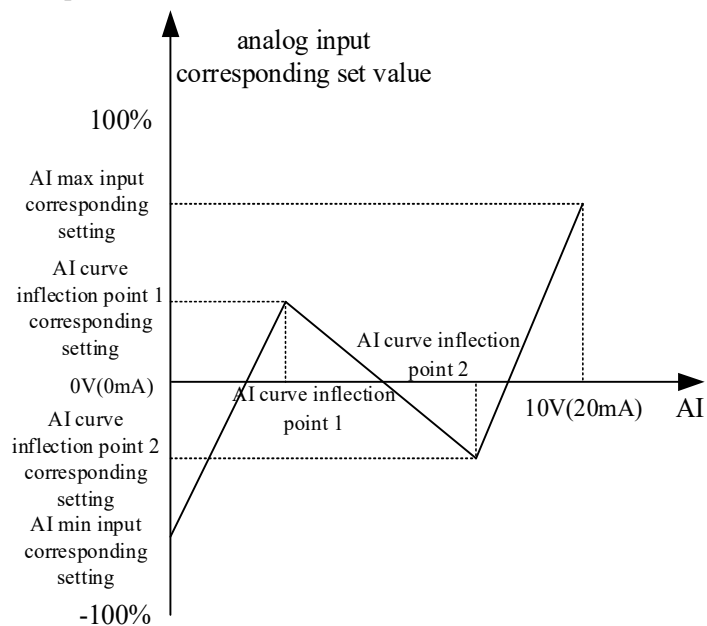 analog input
corresponding set value
100%
AI max input
corresponding
setting
AI curve
inflection point 1
corresponding
setting
AI curve inflection
point 2
0V(0mA)
AI curve inflection
point 1
10V(20mA)
AI
AI curve
inflection point 2
corresponding
setting
AI min input
corresponding
setting
-100%